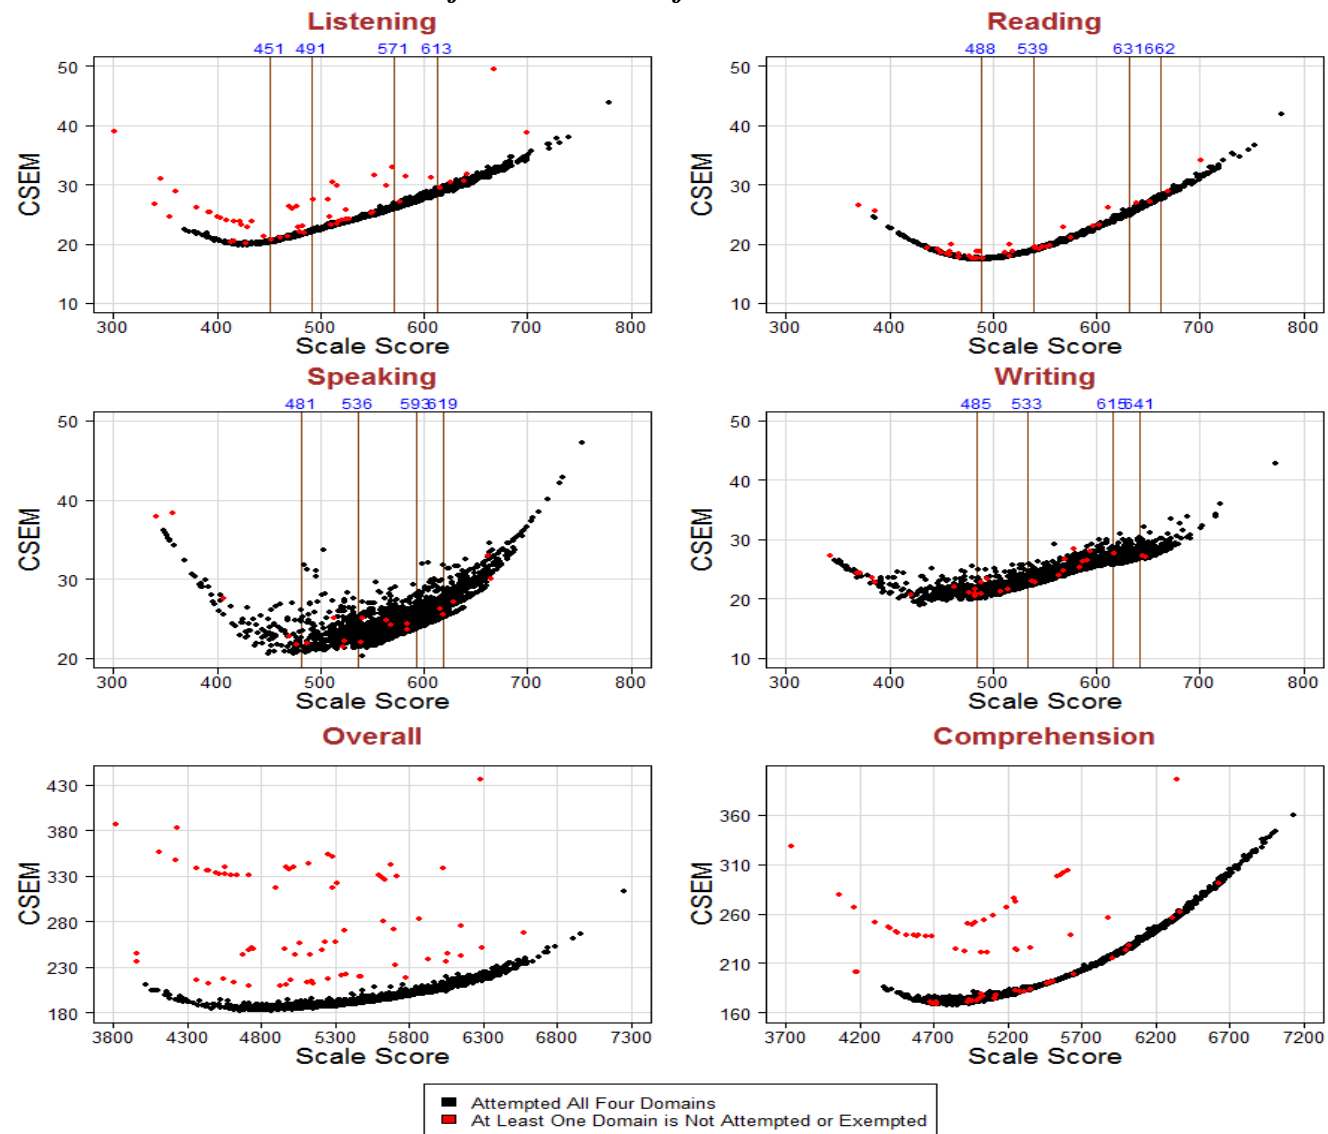 Listening
Reading
451 491 571 613
488 539 631 662
50
40
30
20
10
CSEM
300 400 500 600 700 800
Scale Score
50
40
30
20
10
CSEM
300 400 500 600 700 800
Scale Score
Speaking
Writing
481 536 593 619
485 533 615 641
50
40
30
20
CSEM
300 400 500 600 700 800
Scale Score
50
40
30
20
10
CSEM
300 400 500 600 700 800
Scale Score
Overall
Comprehension
430
380
330
280
230
180
CSEM
3800 4300 4800 5300 5800 6300 6800 7300
Scale Score
360
310
260
210
160
CSEM
3700 4200 4700 5200 5700 6200 6700 7200
Scale Score
Attempted All Four Domains
At Least One Domain is Not Attempted or Exempted